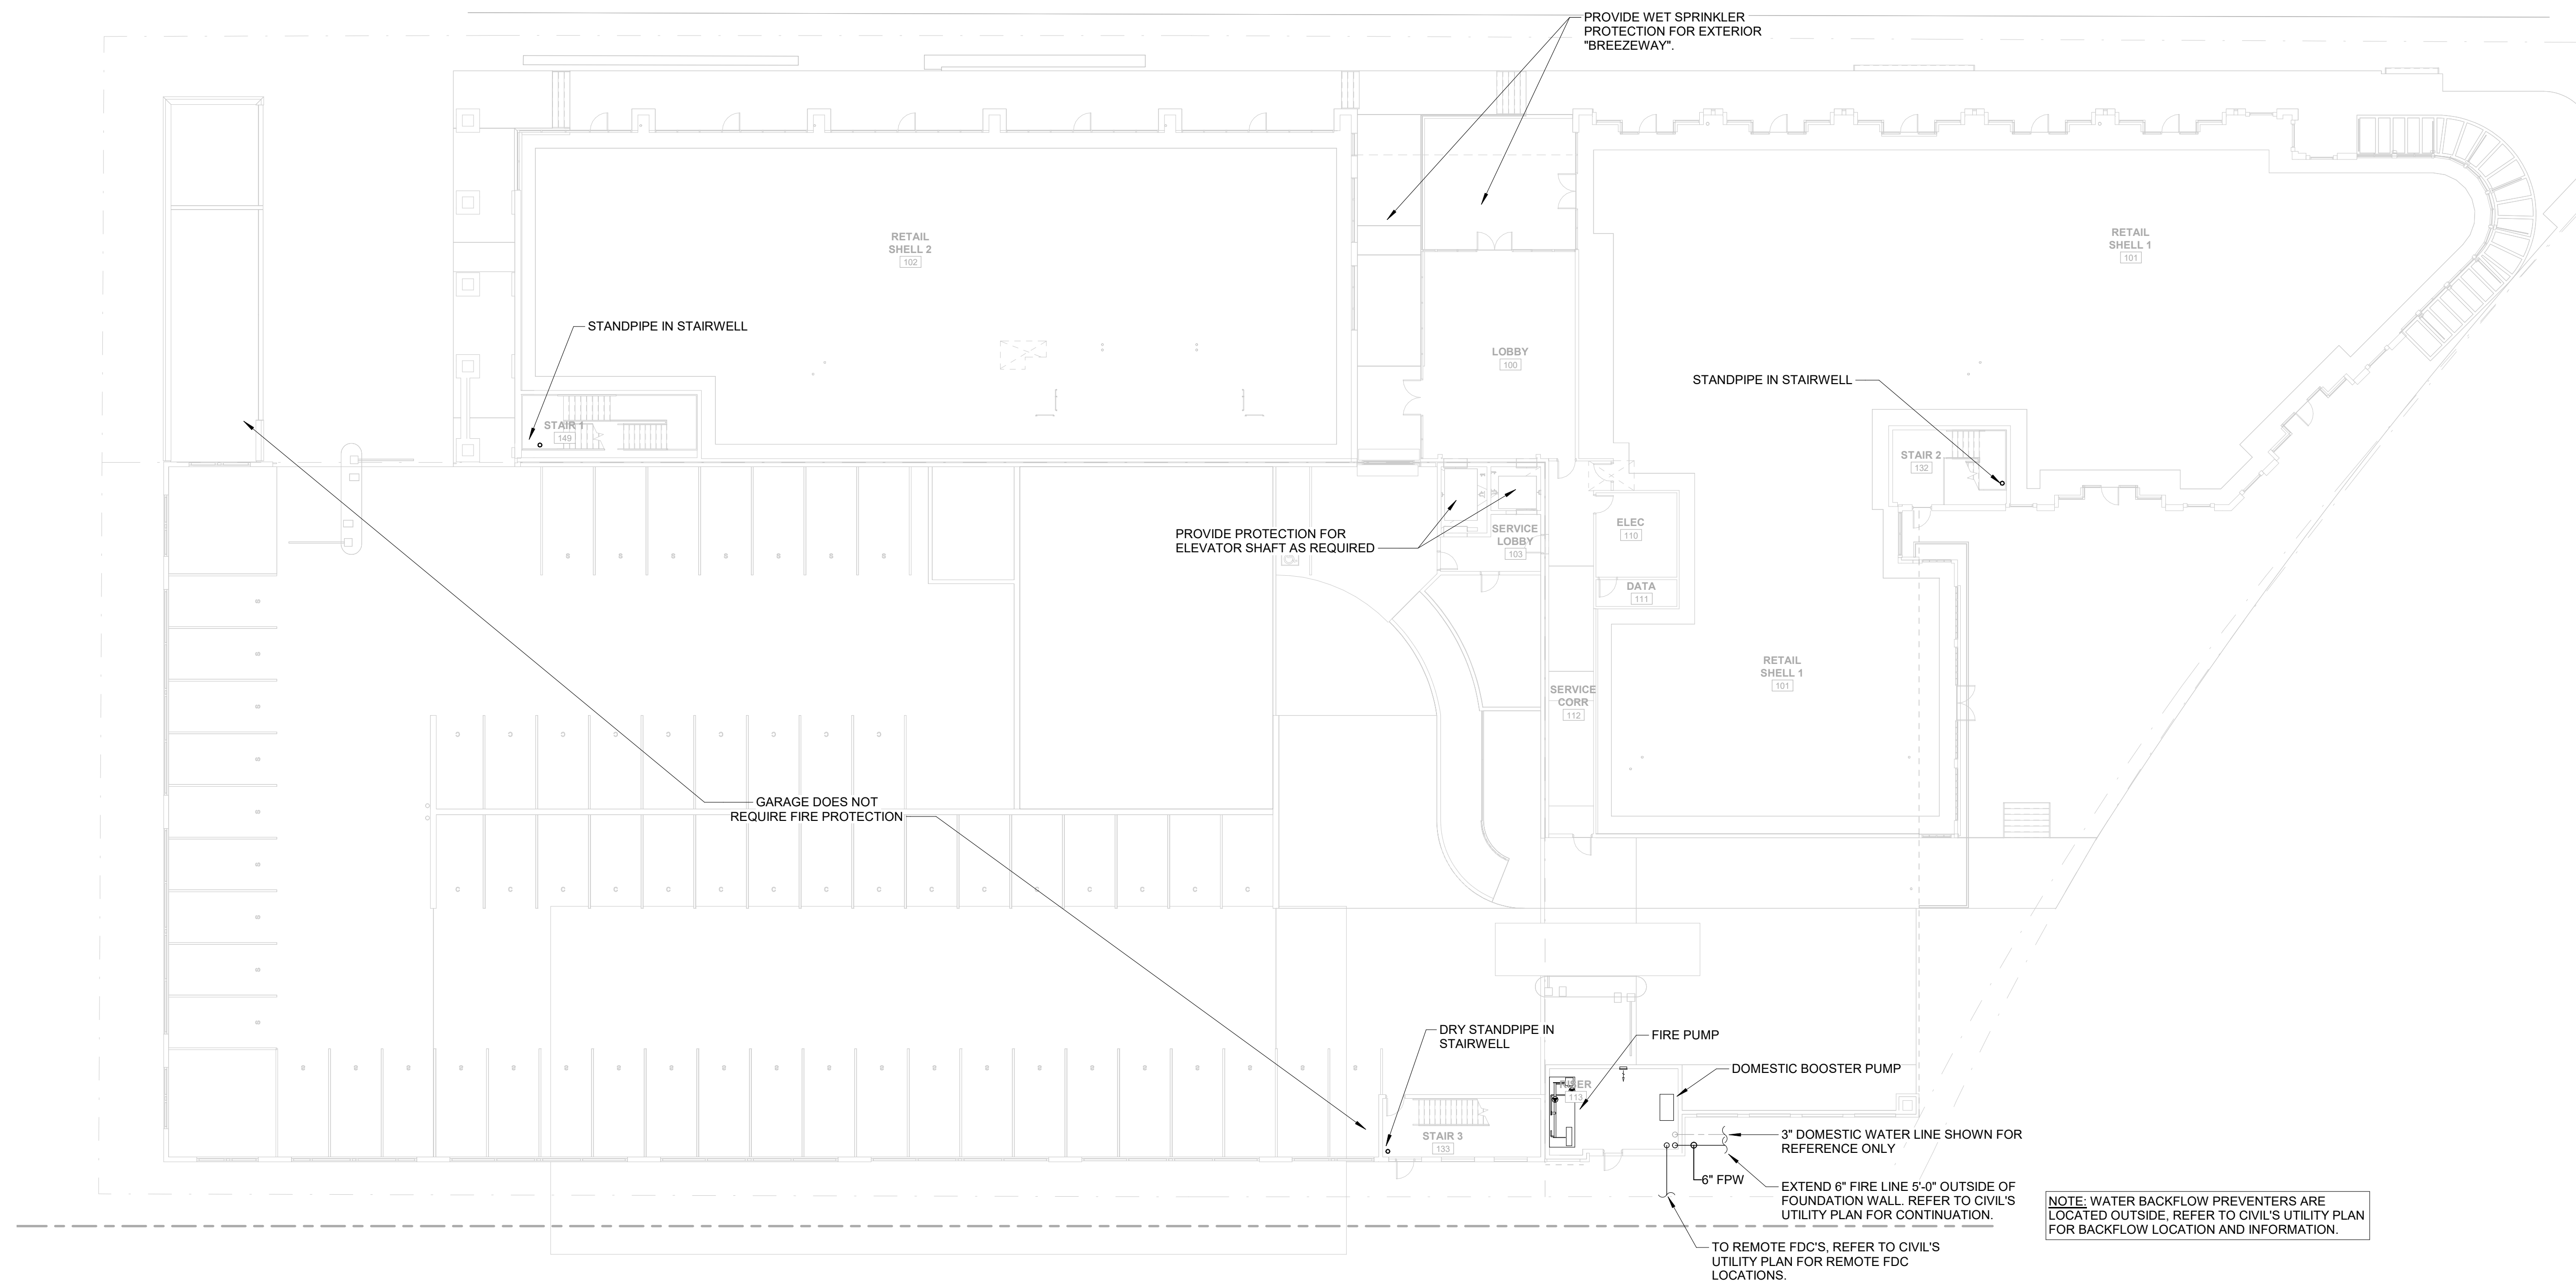 PROVIDE WET SPRINKLER
PROTECTION FOR EXTERIOR
"BREEZEWAY".
RETAIL
SHELL 2
102
RETAIL
SHELL 1
101
STANDPIPE IN STAIRWELL
LOBBY
100
STANDPIPE IN STAIRWELL
STAIR 1
149
STAIR 2
132
PROVIDE PROTECTION FOR
ELEVATOR SHAFT AS REQUIRED
SERVICE
LOBBY
103
ELEC
110
DATA
111
RETAIL
SHELL 1
101
SERVICE
CORR
112
GARAGE DOES NOT
REQUIRE FIRE PROTECTION
DRY STANDPIPE IN
STAIRWELL
FIRE PUMP
DOMESTIC BOOSTER PUMP
113
STAIR 3
133
3" DOMESTIC WATER LINE SHOWN FOR
REFERENCE ONLY
6" FPW
EXTEND 6" FIRE LINE 5'-0" OUTSIDE OF
FOUNDATION WALL. REFER TO CIVIL'S
UTILITY PLAN FOR CONTINUATION.
NOTE: WATER BACKFLOW PREVENTERS ARE
LOCATED OUTSIDE, REFER TO CIVIL'S UTILITY PLAN
FOR BACKFLOW LOCATION AND INFORMATION.
TO REMOTE FDC'S, REFER TO CIVIL'S
UTILITY PLAN FOR REMOTE FDC
LOCATIONS.